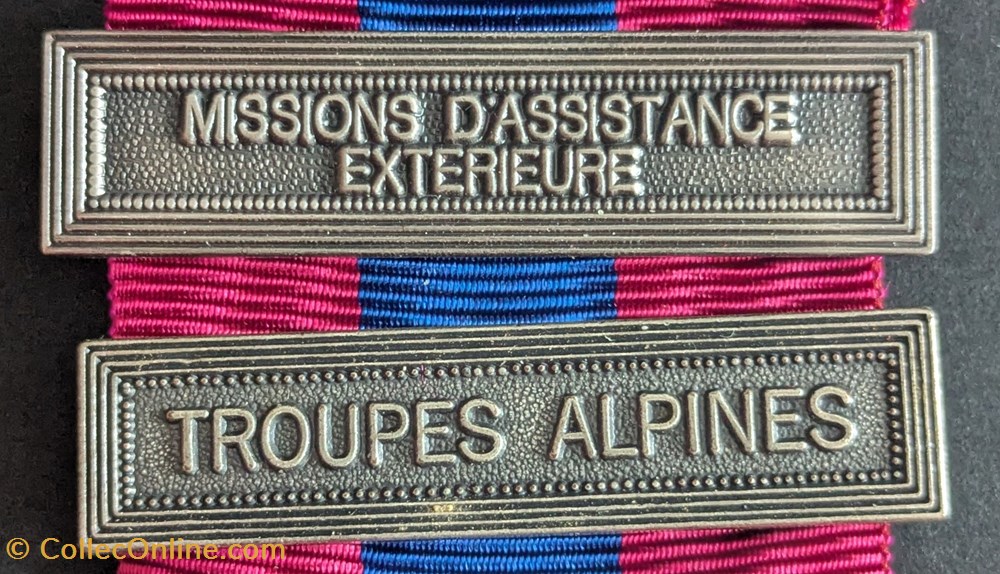 MISSIONS D'ASSISTANCE
EXTERIEURE
TROUPES ALPINES
© CollecOnline.com